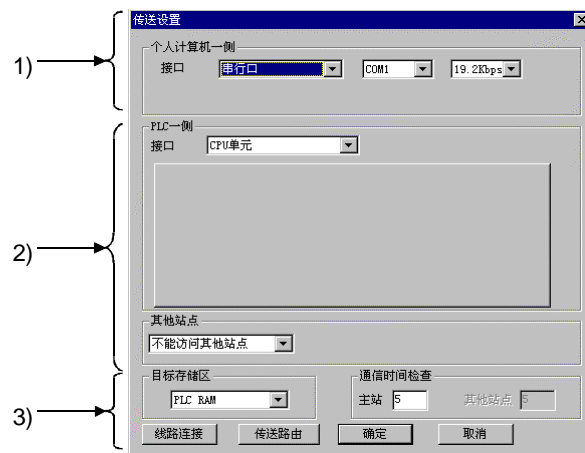 传送设置
1)
个人计算机一侧
接口 串行口 COM1 19.2Kbps
2)
PLC一侧
接口 CPU单元
其他站点
不能访问其他站点
3)
目标存储区 通信时间检查
PLC RAM 主站 5 其他站点 5
线路连接 传送路由 确定 取消